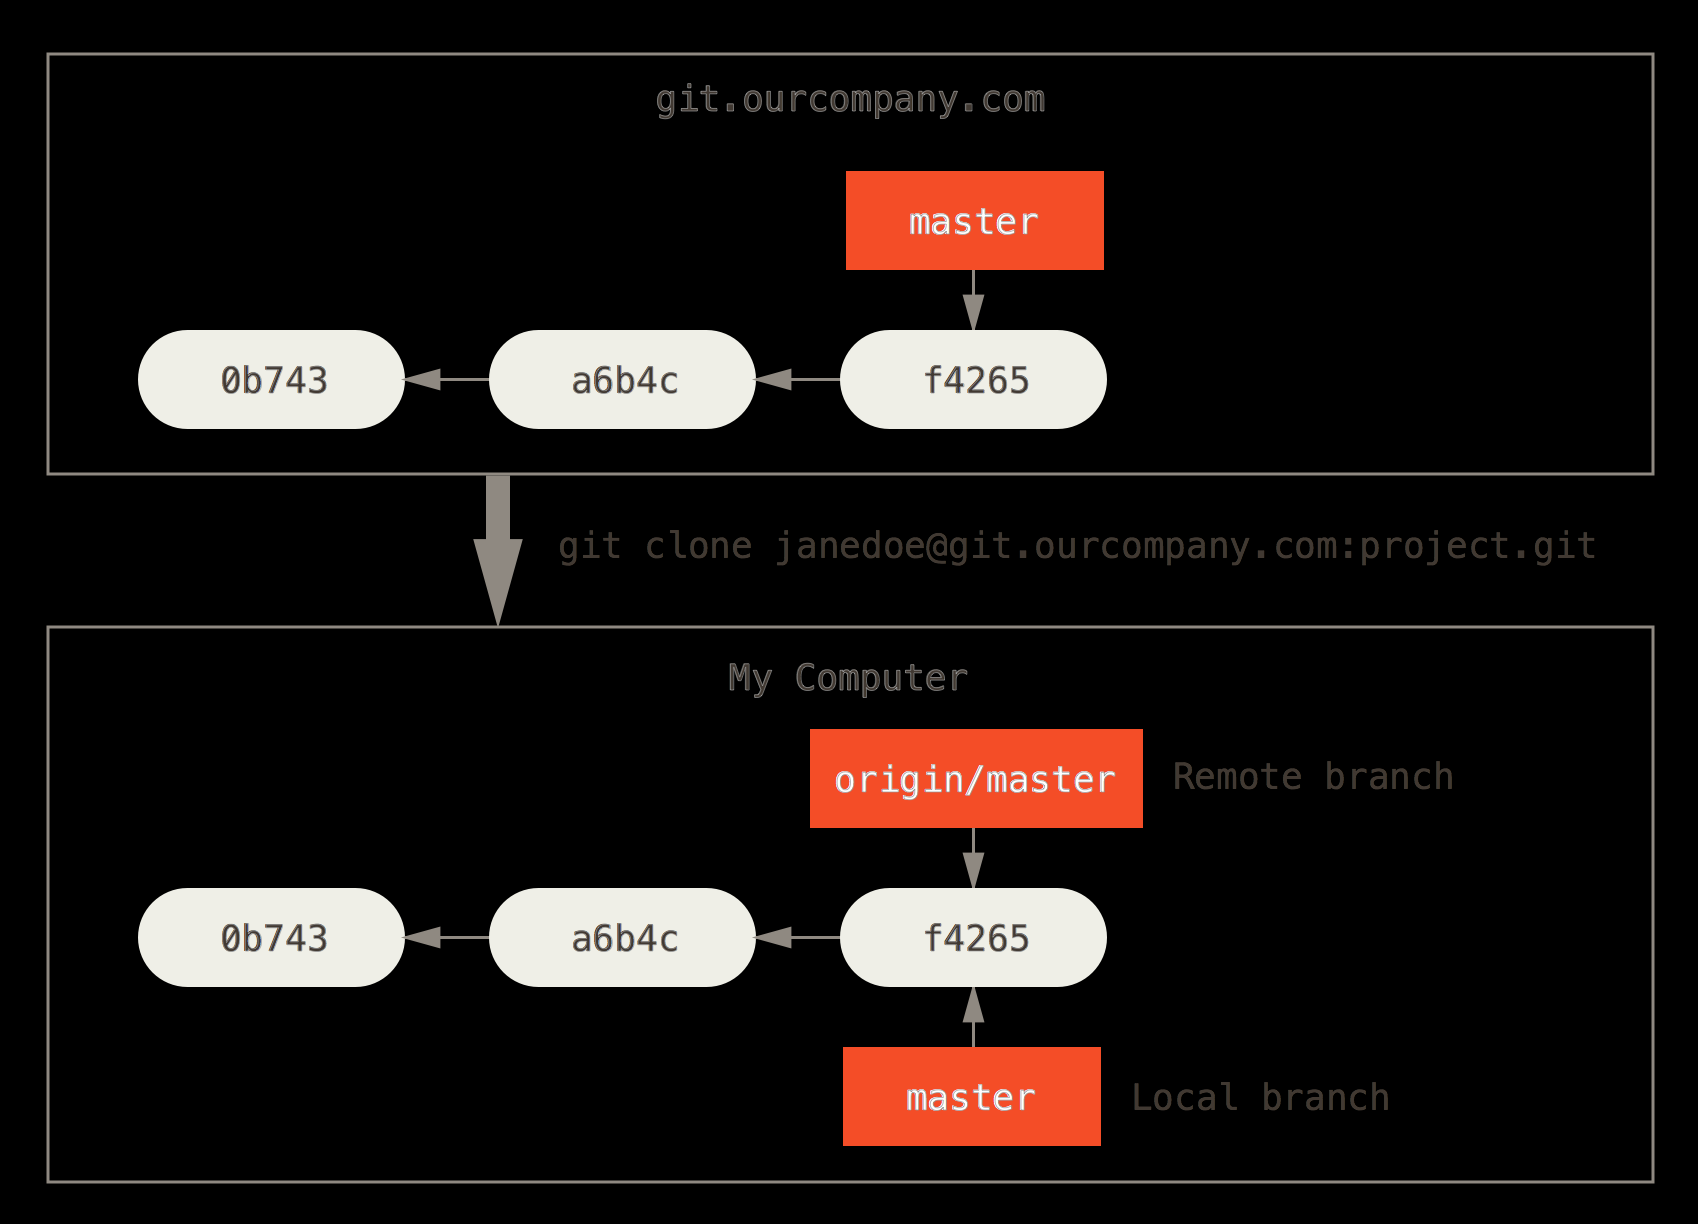 git.ourcompany.com
master
0b743
a6b4c
f4265
git clone janedoe@git.ourcompany.com:project.git
My Computer
origin/master
Remote branch
0b743
a6b4c
f4265
master
Local branch